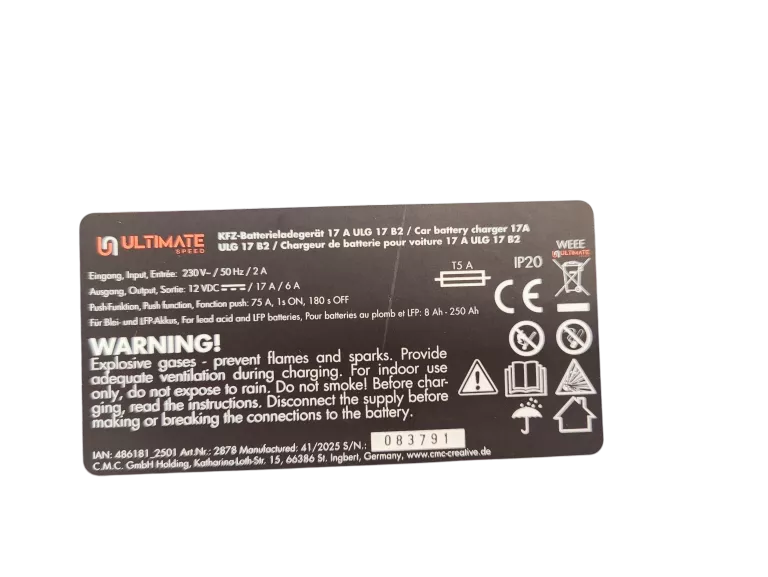 ULTIMATE
SPEED
KFZ-Batterieladegerät 17 A ULG 17 B2 / Car battery charger 17A
ULG 17 B2 / Chargeur de batterie pour voiture 17 A ULG 17 B2
Eingang, Input, Entrée: 230 V~ / 50 Hz / 2 A
Ausgang, Output, Sortie: 12 VDC / 17 A / 6 A
Push-Funktion, Push function, Fonction push: 75 A, 1s ON, 180 s OFF
Für Blei- und LFP-Akkus, For lead acid and LFP batteries, Pour batteries au plomb et LFP: 8 Ah - 250 Ah
T5 A
IP20
WEEE
ULTIMATE
CE
WARNING!
Explosive gases - prevent flames and sparks. Provide
adequate ventilation during charging. For indoor use
only, do not expose to rain. Do not smoke! Before char-
ging, read the instructions. Disconnect the supply before
making or breaking the connections to the battery.
IAN: 486181_2501 Art.Nr.: 2878 Manufactured: 41/2025 S/N.: 083791
C.M.C. GmbH Holding, Katharina-Loth-Str. 15, 66386 St. Ingbert, Germany, www.cmc-creative.de